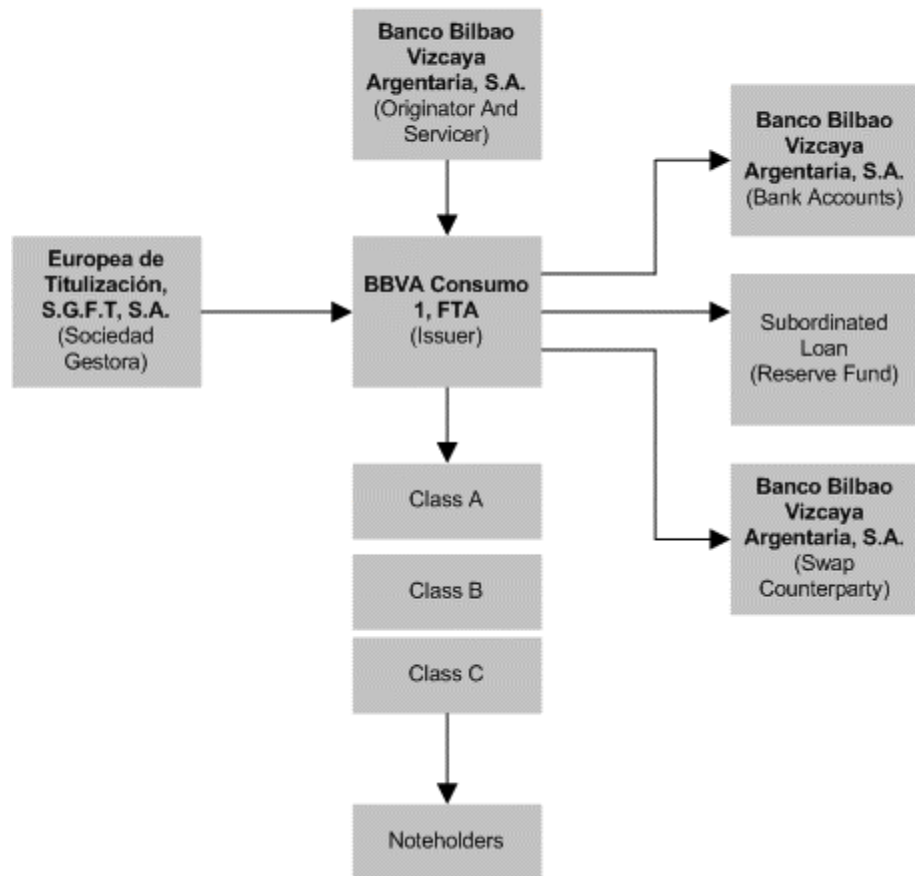 Banco Bilbao
Vizcaya
Argentaria, S.A.
(Originator And
Servicer)
Banco Bilbao
Vizcaya
Argentaria, S.A.
(Bank Accounts)
Europea de
Titulización,
S.G.F.T, S.A.
(Sociedad
Gestora)
BBVA Consumo
1, FTA
(Issuer)
Subordinated
Loan
(Reserve Fund)
Class A
Banco Bilbao
Vizcaya
Argentaria, S.A.
(Swap
Counterparty)
Class B
Class C
Noteholders